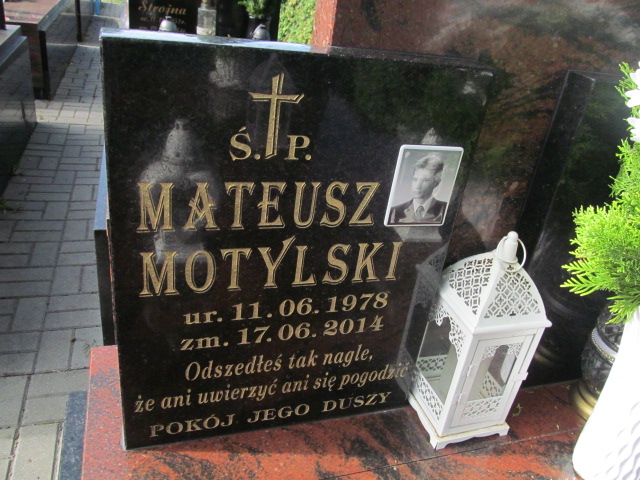 Strojna
Ś. P.
MATEUSZ
MOTYLSKI
ur. 11.06.1978
zm. 17.06.2014
Odszedłeś tak nagle,
że ani uwierzyć ani się pogodzić
POKÓJ JEGO DUSZY